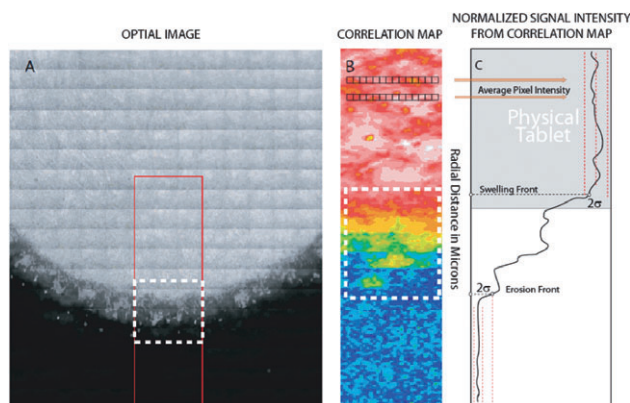 OPTIAL IMAGE
CORRELATION MAP
NORMALIZED SIGNAL INTENSITY
FROM CORRELATION MAP
A
B
C
Average Pixel Intensity
Physical
Tablet
Radial Distance in Microns
Swelling Front
2σ
2σ
Erosion Front